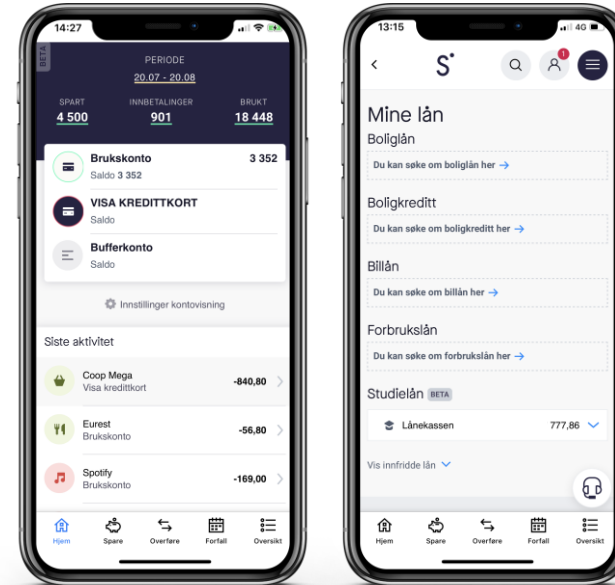 14:27
BETA
PERIODE
20.07 - 20.08
SPART
INNBETALINGER
BRUKT
4 500
901
18 448
Brukskonto
3 352
Saldo 3 352
VISA KREDITTKORT
Saldo
Bufferkonto
Saldo
Innstillinger kontovisning
Siste aktivitet
Coop Mega
Visa kredittkort
-840,80
Eurest
Brukskonto
-56,80
Spotify
Brukskonto
-169,00
Hjem
Spare
Overføre
Forfall
Oversikt
13:15
4G
S
1
Mine lån
Boliglån
Du kan søke om boliglån her →
Boligkreditt
Du kan søke om boligkreditt her →
Billån
Du kan søke om billån her →
Forbrukslån
Du kan søke om forbrukslån her →
Studielån BETA
Lånekassen
777,86
Vis innfridde lån
Hjem
Spare
Overføre
Forfall
Oversikt